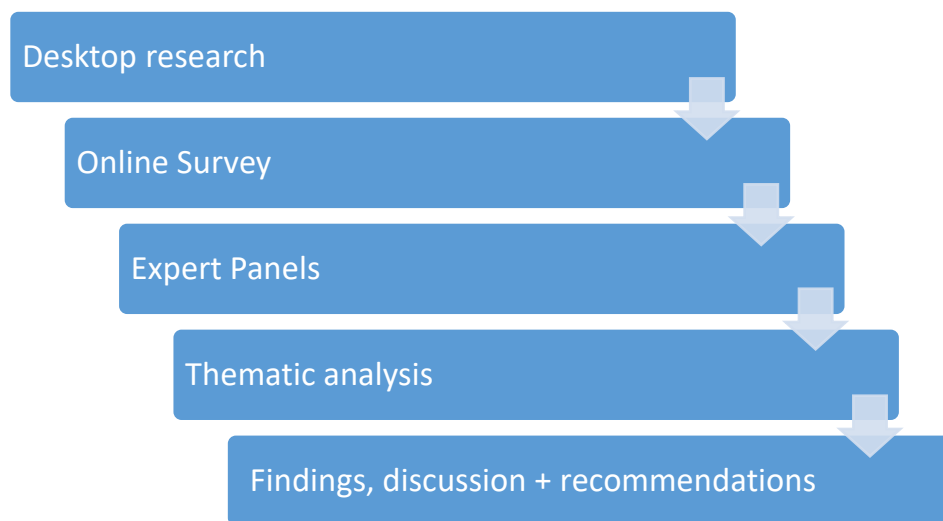 Desktop research
Online Survey
Expert Panels
Thematic analysis
Findings, discussion + recommendations